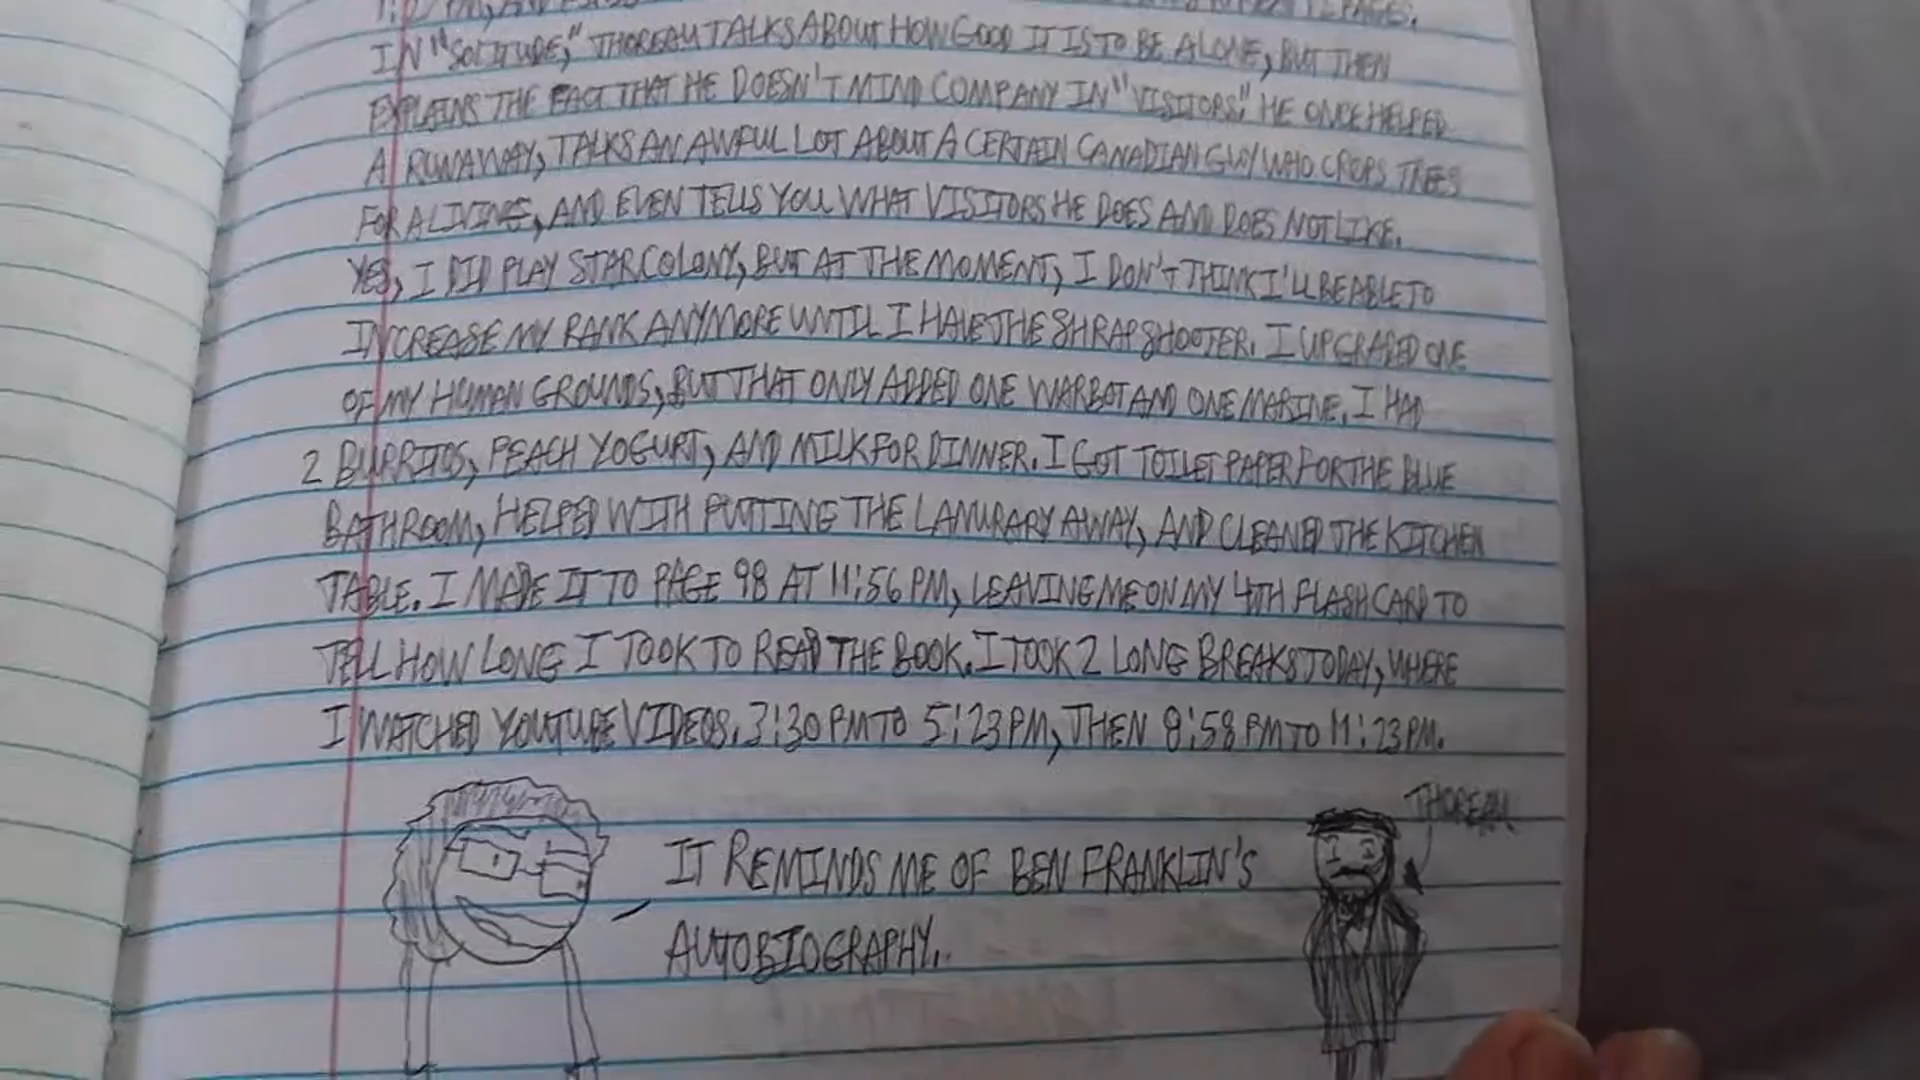 PM,
PAGES.
IN "SOLITUDE," THOREAU TALKS ABOUT HOW GOOD IT IS TO BE ALONE, BUT THEN
EXPLAINS THE FACT THAT HE DOESN'T MIND COMPANY IN "VISITORS." HE ONCE HELPED
A RUNAWAY, TALKS AN AWFUL LOT ABOUT A CERTAIN CANADIAN GUY WHO CROPS TREES
FOR A LIVING, AND EVEN TELLS YOU WHAT VISITORS HE DOES AND DOES NOT LIKE.
YES, I DID PLAY STAR COLONY, BUT AT THE MOMENT, I DON'T THINK I'LL BE ABLE TO
INCREASE MY RANK ANYMORE UNTIL I HAVE THE SHRAPSHOOTER. I UPGRADED ONE
OF MY HUMAN GROUNDS, BUT THAT ONLY ADDED ONE WARBOT AND ONE MARINE. I HAD
2 BURRITOS, PEACH YOGURT, AND MILK FOR DINNER. I GOT TOILET PAPER FOR THE BLUE
BATHROOM, HELPED WITH PUTTING THE LANURARY AWAY, AND CLEANED THE KITCHEN
TABLE. I MADE IT TO PAGE 98 AT 11:56 PM, LEAVING ME ON MY 4TH FLASH CARD TO
TELL HOW LONG I TOOK TO READ THE BOOK. I TOOK 2 LONG BREAKS TODAY, WHERE
I WATCHED YOUTUBE VIDEOS. 3:30 PM TO 5:23 PM, THEN 9:58 PM TO 11:23 PM.
THOREAU
IT REMINDS ME OF BEN FRANKLIN'S
AUTOBIOGRAPHY.